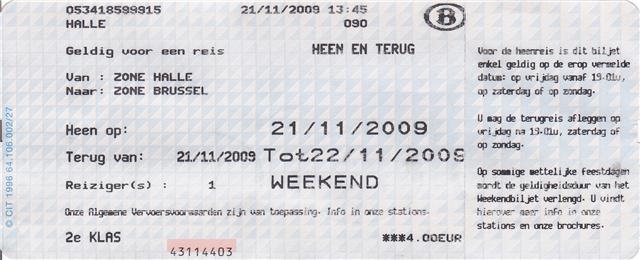 053418599915 21/11/2009 13:45
HALLE 090
B
Geldig voor een reis HEEN EN TERUG
Van : ZONE HALLE
Naar: ZONE BRUSSEL
Heen op: 21/11/2009
Terug van: 21/11/2009 Tot22/11/2009
Reiziger(s) : 1 WEEKEND
Onze Algemene Vervoersvoorwaarden zijn van toepassing. Info in onze stations.
2e KLAS ***4.00EUR
43114403
Voor de heenreis is dit biljet
enkel geldig op de erop vermelde
datum: op vrijdag vanaf 19.01u,
op zaterdag of op zondag.
U mag de terugreis afleggen op
vrijdag na 19.01u, zaterdag of
op zondag.
Op sommige wettelijke feestdagen
wordt de geldigheidsduur van het
Weekendbiljet verlengd. U vindt
hierover meer info in onze
stations en onze brochures.
© CIT 1996 64.106.002/27